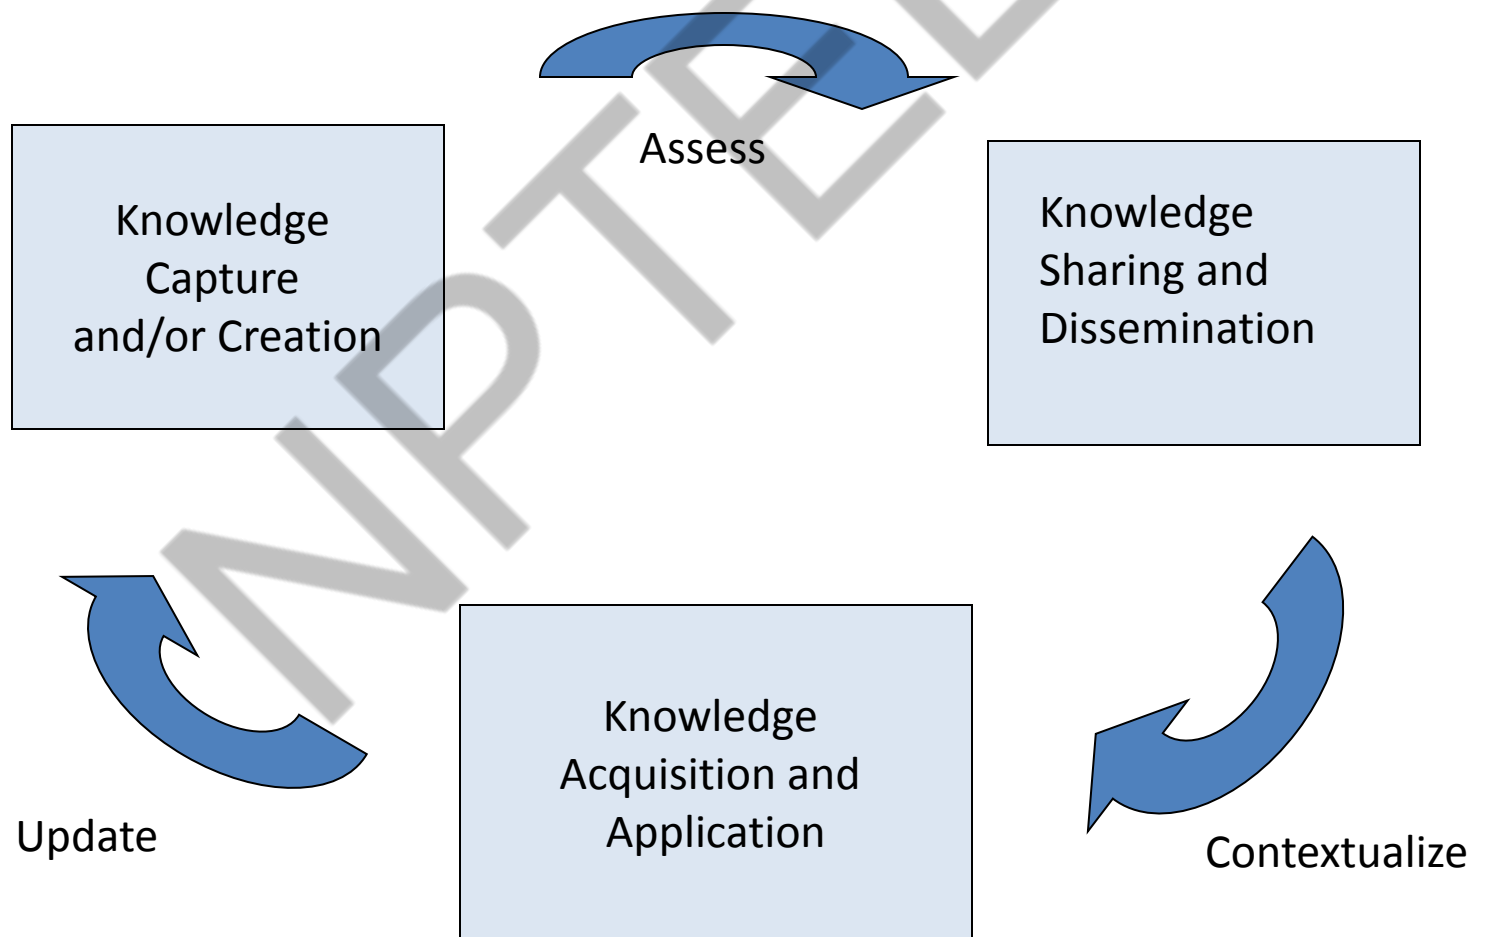 Assess
Knowledge
Capture
and/or Creation
Knowledge
Sharing and
Dissemination
Knowledge
Acquisition and
Application
Update
Contextualize
NPTEL